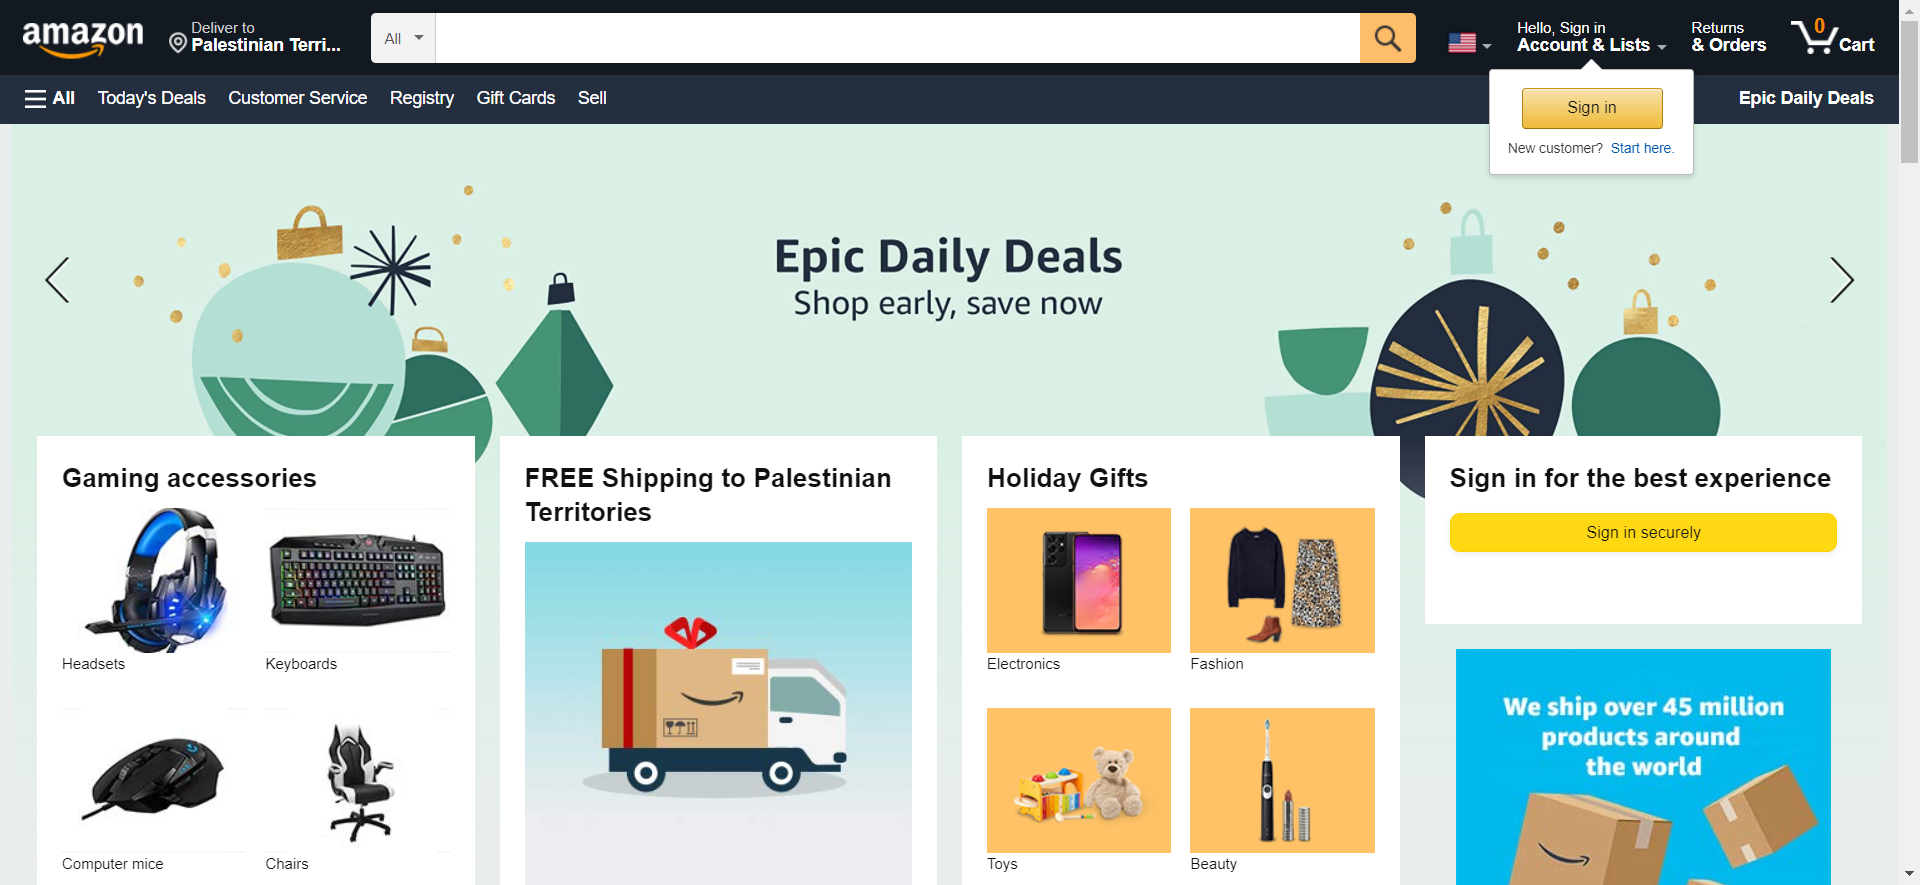 amazon
Deliver to
Palestinian Terri...
All
Hello, Sign in
Account & Lists
Returns
& Orders
0
Cart
All
Today's Deals
Customer Service
Registry
Gift Cards
Sell
Epic Daily Deals
Sign in
New customer? Start here.
Epic Daily Deals
Shop early, save now
Gaming accessories
Headsets
Keyboards
Computer mice
Chairs
FREE Shipping to Palestinian
Territories
Holiday Gifts
Electronics
Fashion
Toys
Beauty
Sign in for the best experience
Sign in securely
We ship over 45 million
products around
the world